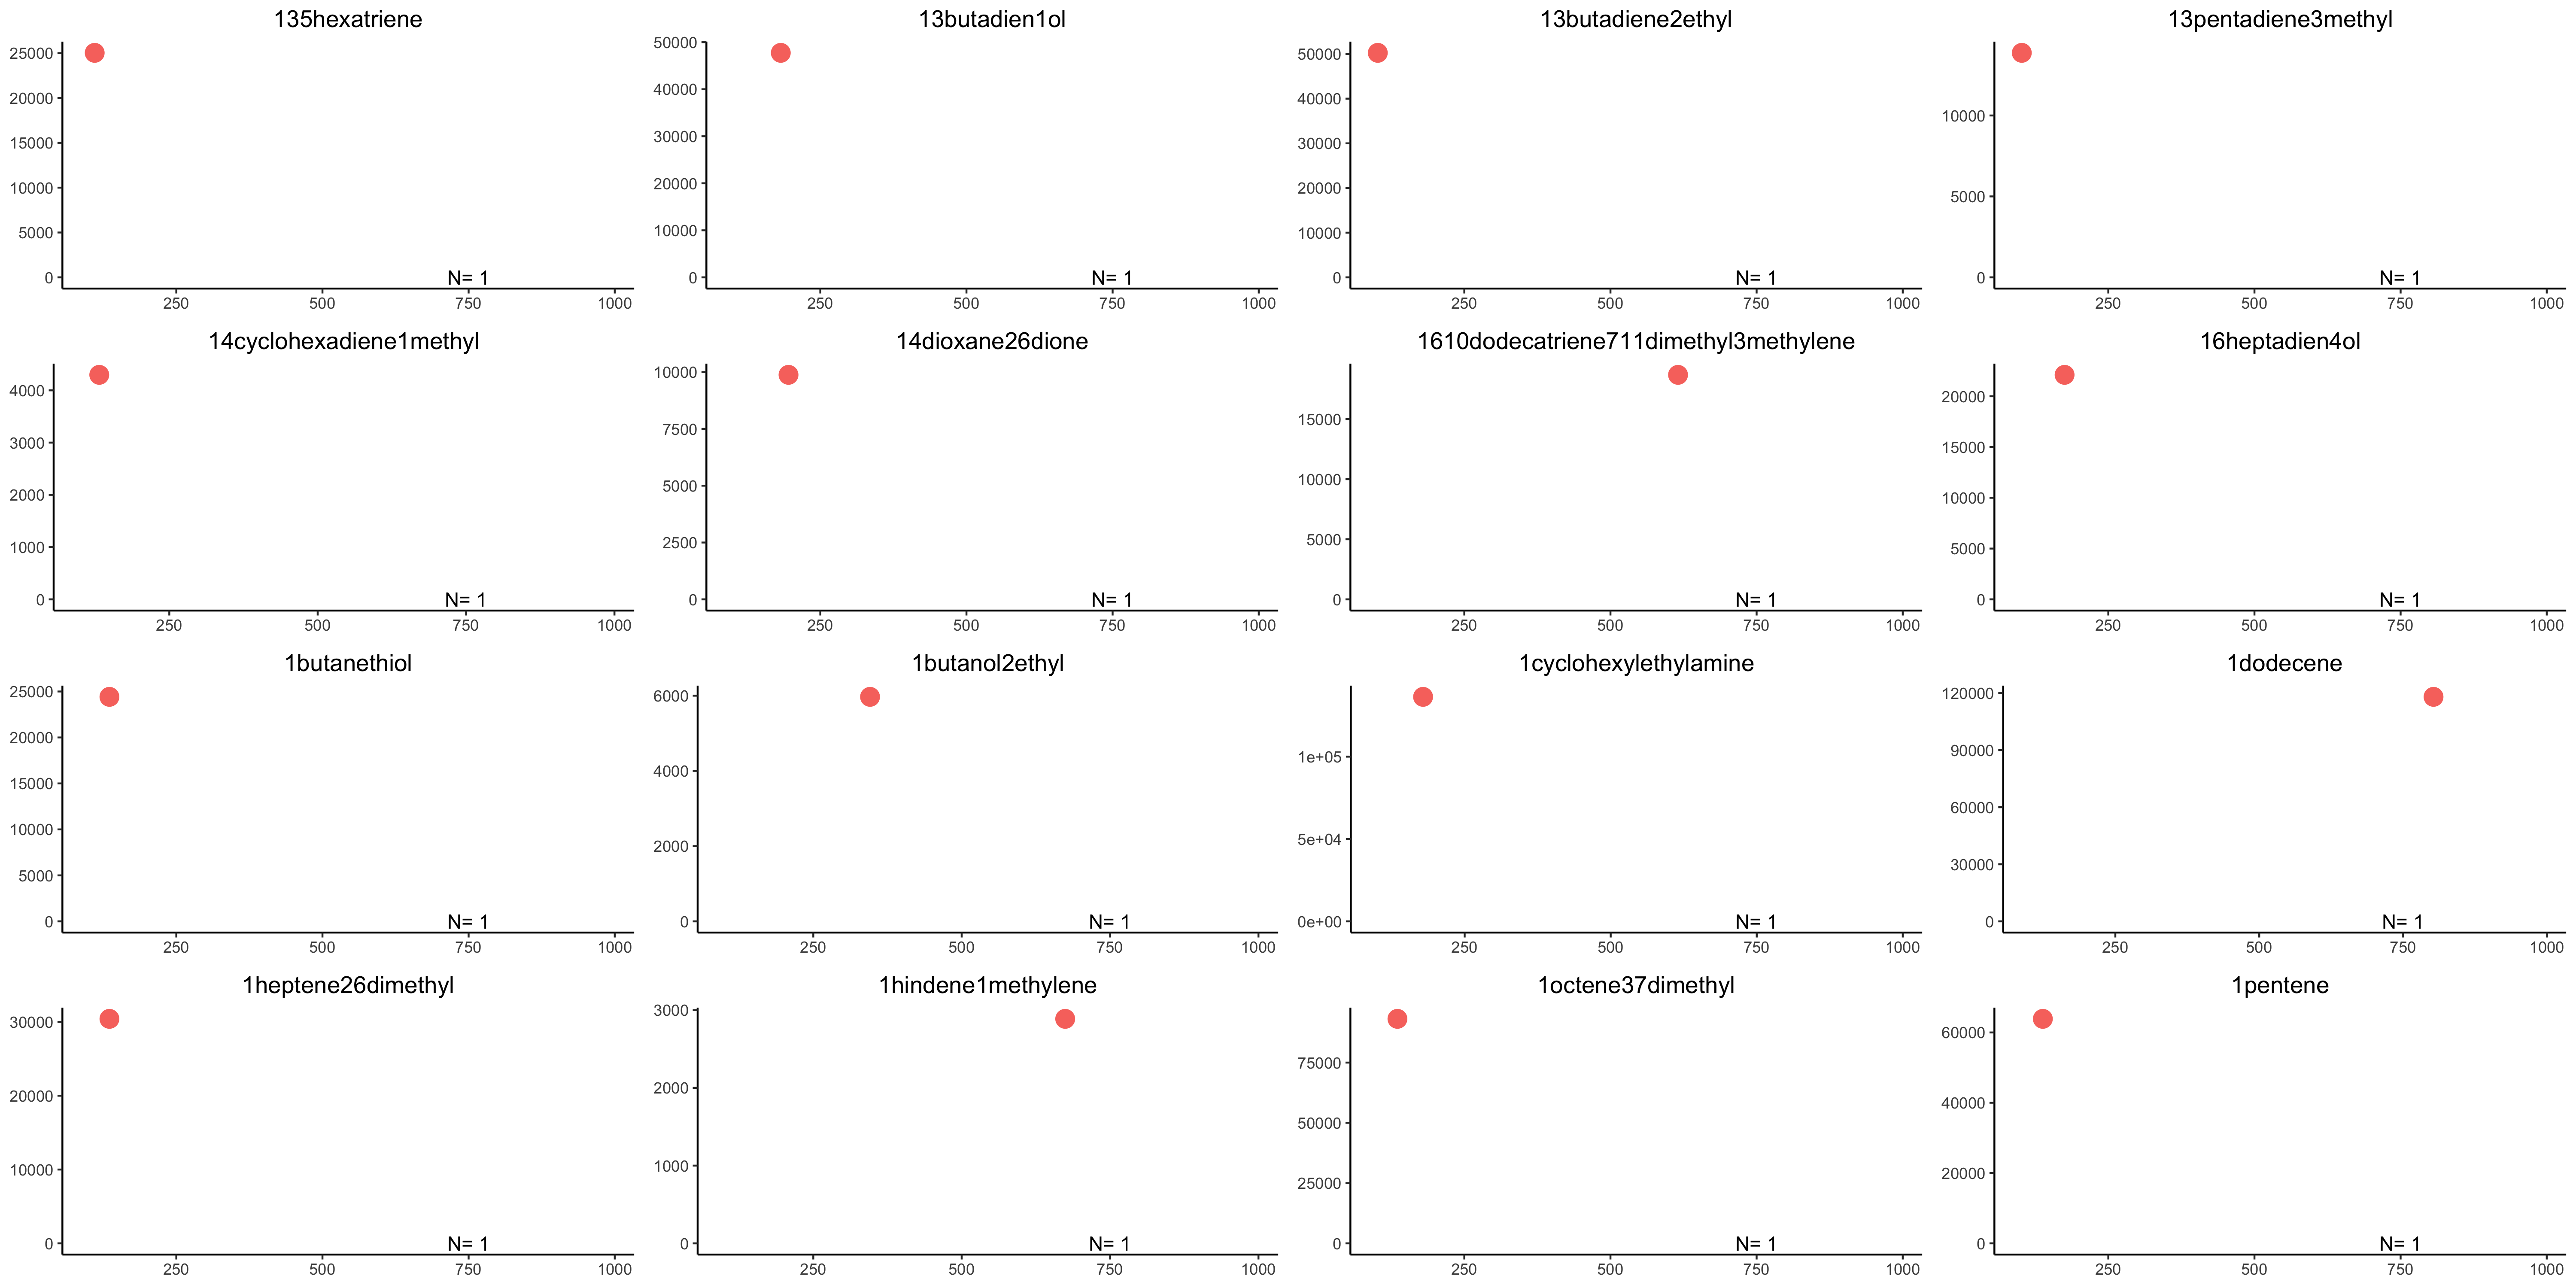 135hexatriene 13butadien1ol 13butadiene2ethyl 13pentadiene3methyl
25000 50000 50000
20000 40000 40000 10000
15000 30000 30000
10000 20000 20000 5000
5000 10000 10000
0 N= 1 0 N= 1 0 N= 1 0 N= 1
250 500 750 1000 250 500 750 1000 250 500 750 1000 250 500 750 1000
14cyclohexadiene1methyl 14dioxane26dione 1610dodecatriene711dimethyl3methylene 16heptadien4ol
4000 10000 15000 20000
3000 7500 10000 15000
2000 5000 5000 10000
1000 2500 5000
0 N= 1 0 N= 1 0 N= 1 0 N= 1
250 500 750 1000 250 500 750 1000 250 500 750 1000 250 500 750 1000
1butanethiol 1butanol2ethyl 1cyclohexylethylamine 1dodecene
25000 6000 1e+05 120000
20000 4000 5e+04 90000
15000 2000 60000
10000 30000
5000
0 N= 1 0 N= 1 0e+00 N= 1 0 N= 1
250 500 750 1000 250 500 750 1000 250 500 750 1000 250 500 750 1000
1heptene26dimethyl 1hindene1methylene 1octene37dimethyl 1pentene
30000 3000 75000 60000
20000 2000 50000 40000
10000 1000 25000 20000
0 N= 1 0 N= 1 0 N= 1 0 N= 1
250 500 750 1000 250 500 750 1000 250 500 750 1000 250 500 750 1000